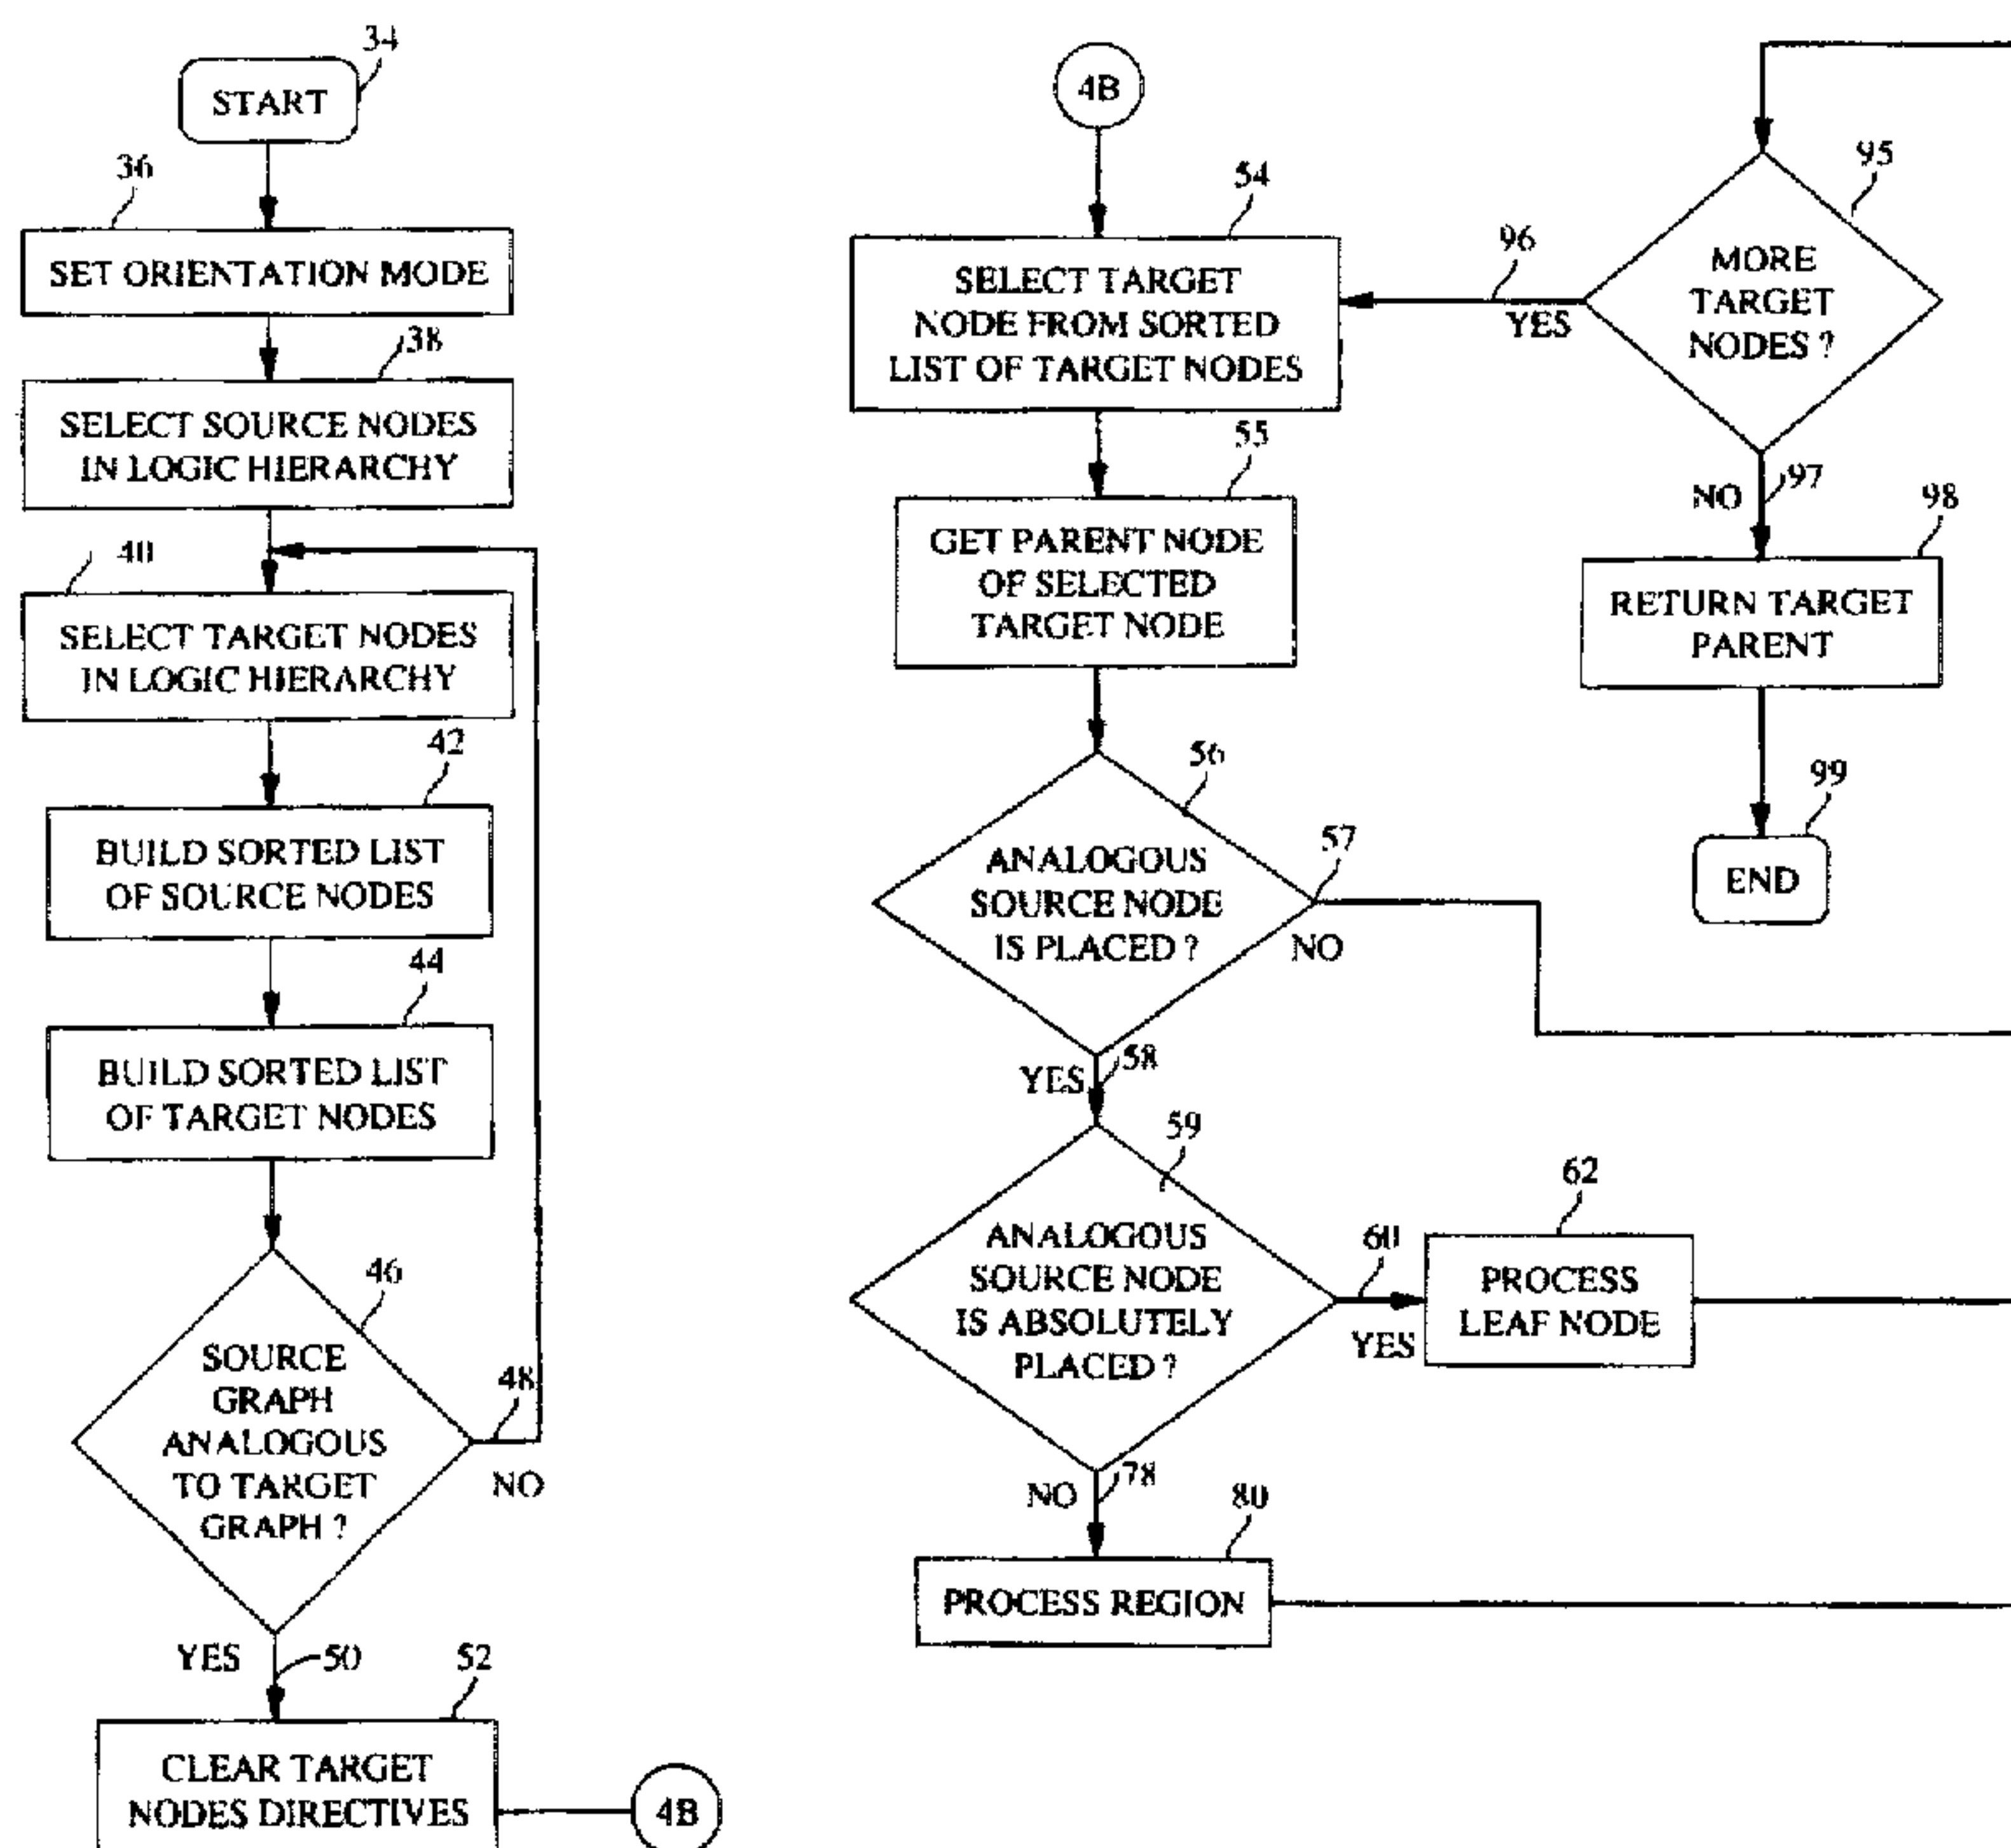 34
START
36
SET ORIENTATION MODE
38
SELECT SOURCE NODES
IN LOGIC HIERARCHY
40
SELECT TARGET NODES
IN LOGIC HIERARCHY
42
BUILD SORTED LIST
OF SOURCE NODES
44
BUILD SORTED LIST
OF TARGET NODES
46
SOURCE
GRAPH
ANALOGOUS
TO TARGET
GRAPH ?
48
NO
YES
50
52
CLEAR TARGET
NODES DIRECTIVES
4B
4B
54
SELECT TARGET
NODE FROM SORTED
LIST OF TARGET NODES
55
GET PARENT NODE
OF SELECTED
TARGET NODE
56
ANALOGOUS
SOURCE NODE
IS PLACED ?
57
NO
YES
58
59
ANALOGOUS
SOURCE NODE
IS ABSOLUTELY
PLACED ?
60
YES
62
PROCESS
LEAF NODE
NO
78
80
PROCESS REGION
95
MORE
TARGET
NODES ?
96
YES
NO
97
98
RETURN TARGET
PARENT
99
END